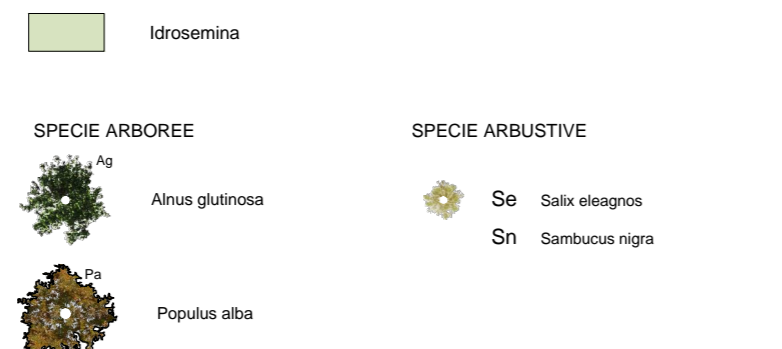 Idrosemina
SPECIE ARBOREE
Ag
Alnus glutinosa
Pa
Populus alba
SPECIE ARBUSTIVE
Se Salix eleagnos
Sn Sambucus nigra